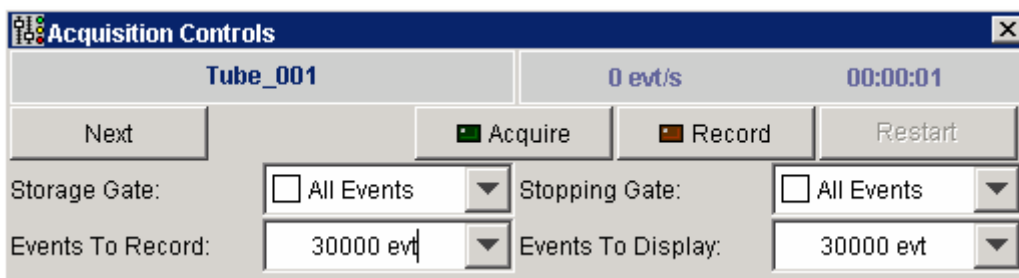 Acquisition Controls
Tube_001 0 evt/s 00:00:01
Next Acquire Record Restart
Storage Gate: All Events Stopping Gate: All Events
Events To Record: 30000 evt Events To Display: 30000 evt